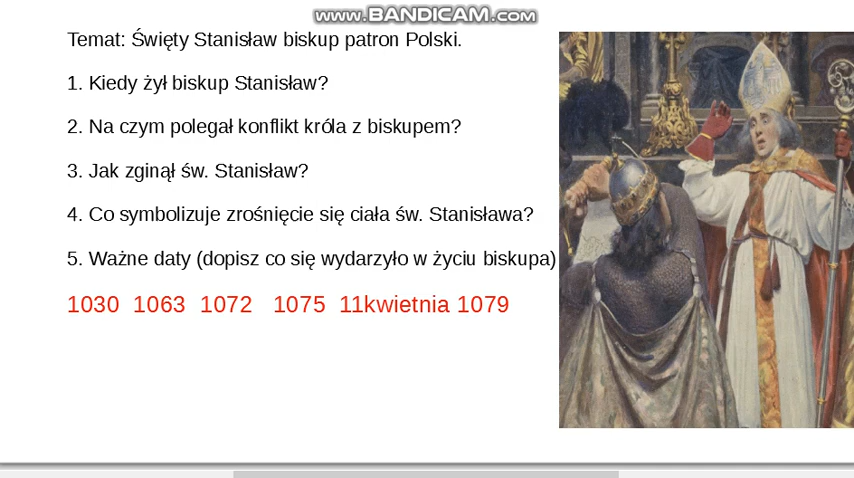 www.BANDICAM.com
Temat: Święty Stanisław biskup patron Polski.
1. Kiedy żył biskup Stanisław?
2. Na czym polegał konflikt króla z biskupem?
3. Jak zginął św. Stanisław?
4. Co symbolizuje zrośnięcie się ciała św. Stanisława?
5. Ważne daty (dopisz co się wydarzyło w życiu biskupa)
1030 1063 1072 1075 11kwietnia 1079